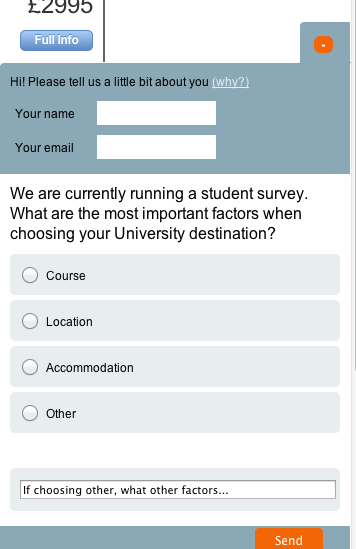 £2995
Full Info
-
Hi! Please tell us a little bit about you (why?)
Your name
Your email
We are currently running a student survey.
What are the most important factors when
choosing your University destination?
Course
Location
Accommodation
Other
If choosing other, what other factors...
Send